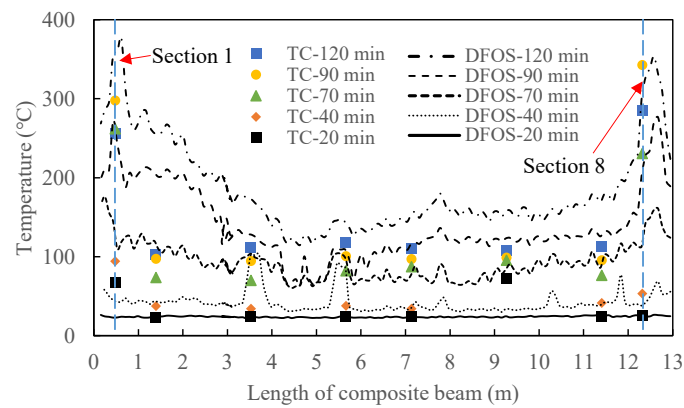 400
300
200
100
0
Temperature (°C)
Section 1
TC-120 min
TC-90 min
TC-70 min
TC-40 min
TC-20 min
DFOS-120 min
DFOS-90 min
DFOS-70 min
DFOS-40 min
DFOS-20 min
Section 8
0 1 2 3 4 5 6 7 8 9 10 11 12 13
Length of composite beam (m)